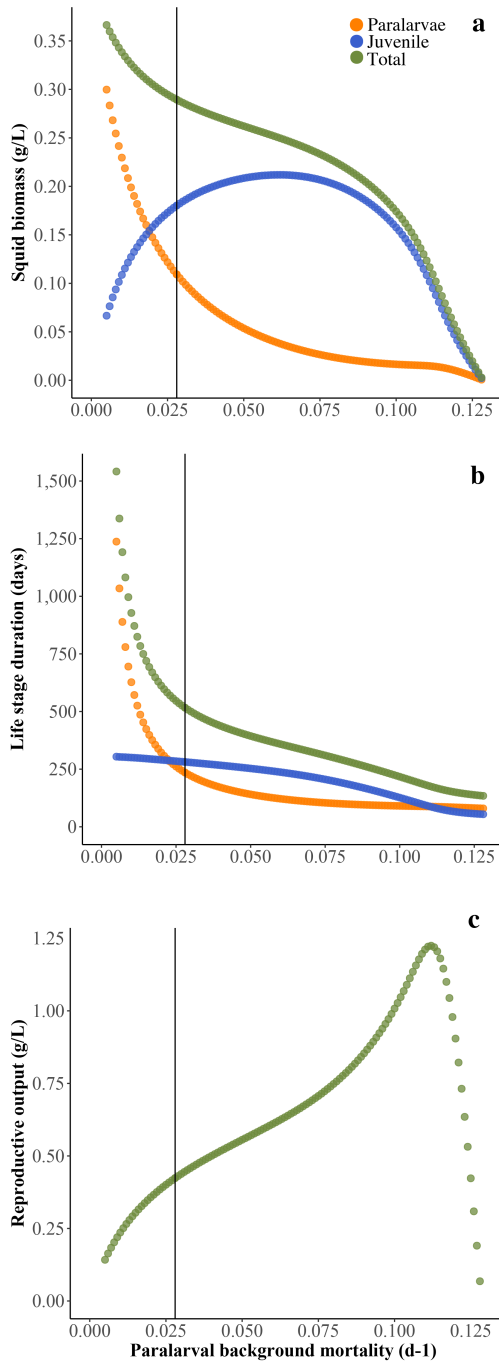 a
Paralarvae
Juvenile
Total
Squid biomass (g/L)
0.35
0.30
0.25
0.20
0.15
0.10
0.05
0.00
0.000 0.025 0.050 0.075 0.100 0.125
b
Life stage duration (days)
1,500
1,250
1,000
750
500
250
0
0.000 0.025 0.050 0.075 0.100 0.125
c
Reproductive output (g/L)
1.25
1.00
0.75
0.50
0.25
0.00
0.000 0.025 0.050 0.075 0.100 0.125
Paralarval background mortality (d-1)